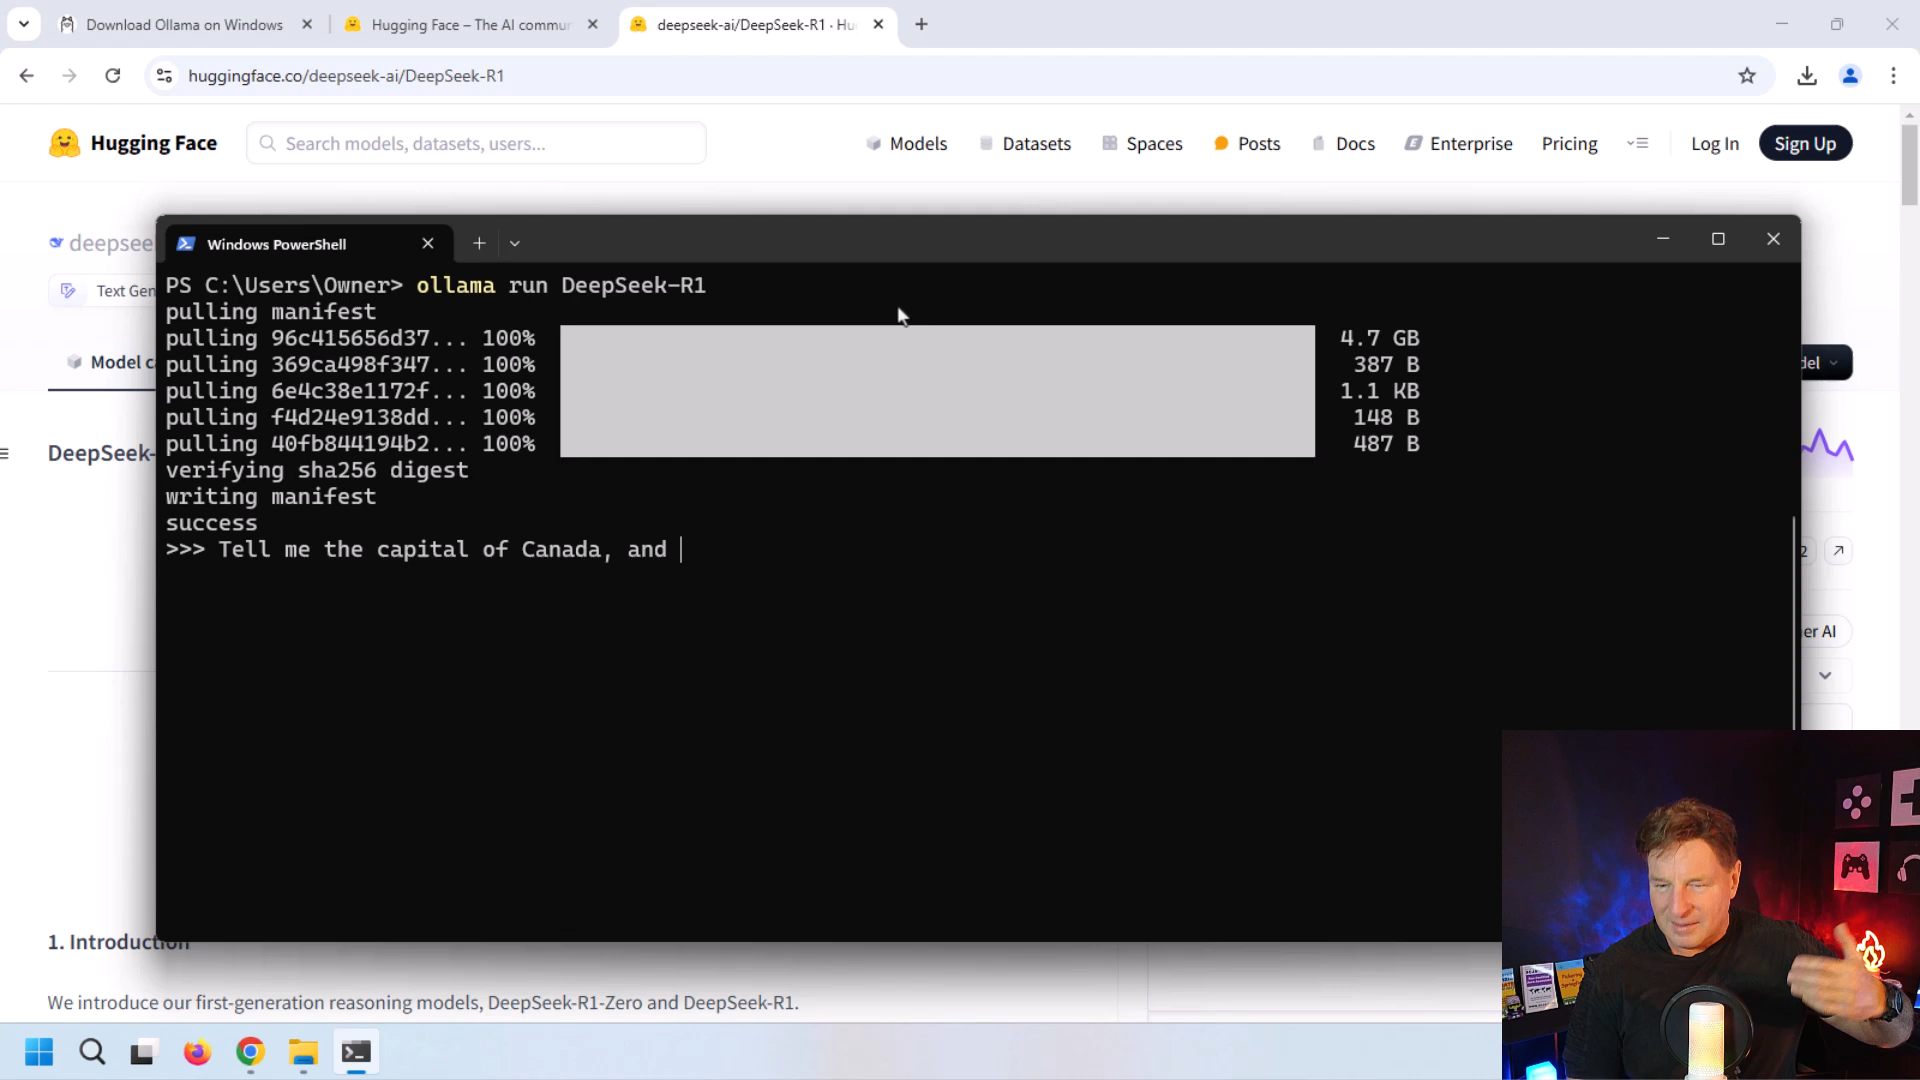 Download Ollama on Windows
Hugging Face – The AI commun
deepseek-ai/DeepSeek-R1 · Hu
huggingface.co/deepseek-ai/DeepSeek-R1
Hugging Face
Search models, datasets, users...
Models
Datasets
Spaces
Posts
Docs
Enterprise
Pricing
Log In
Sign Up
deepsee
Windows PowerShell
Text Gen
PS C:\Users\Owner> ollama run DeepSeek-R1
pulling manifest
pulling 96c415656d37... 100% 4.7 GB
pulling 369ca498f347... 100% 387 B
pulling 6e4c38e1172f... 100% 1.1 KB
pulling f4d24e9138dd... 100% 148 B
pulling 40fb844194b2... 100% 487 B
verifying sha256 digest
writing manifest
success
>>> Tell me the capital of Canada, and
Model ca
del
DeepSeek-
2
er AI
1. Introduction
We introduce our first-generation reasoning models, DeepSeek-R1-Zero and DeepSeek-R1.